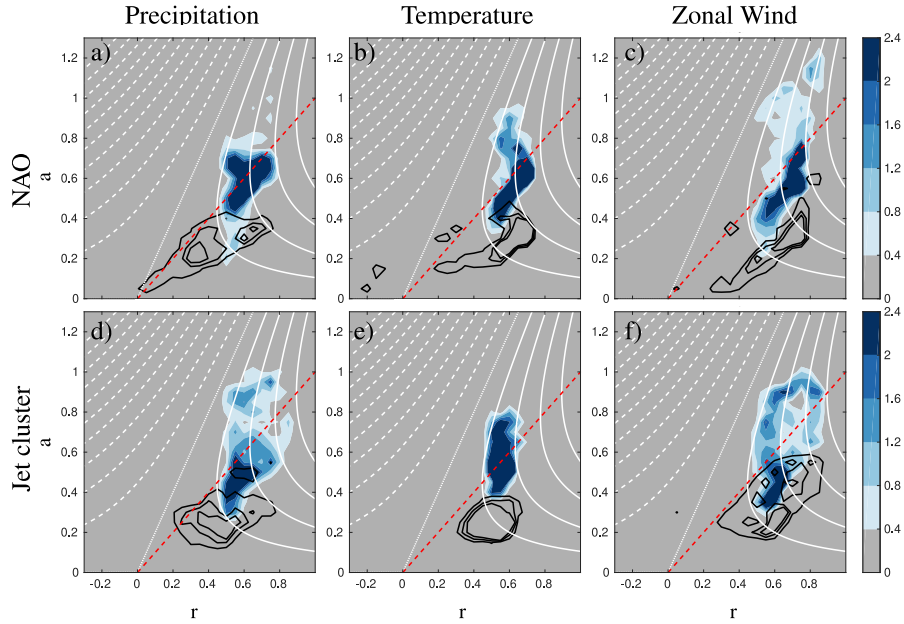 Precipitation Temperature Zonal Wind
NAO
a) b) c)
a
1.2 1 0.8 0.6 0.4 0.2 0
2.4 2 1.6 1.2 0.8 0.4 0
Jet cluster
d) e) f)
a
1.2 1 0.8 0.6 0.4 0.2 0
2.4 2 1.6 1.2 0.8 0.4 0
-0.2 0 0.2 0.4 0.6 0.8 -0.2 0 0.2 0.4 0.6 0.8 -0.2 0 0.2 0.4 0.6 0.8
r r r